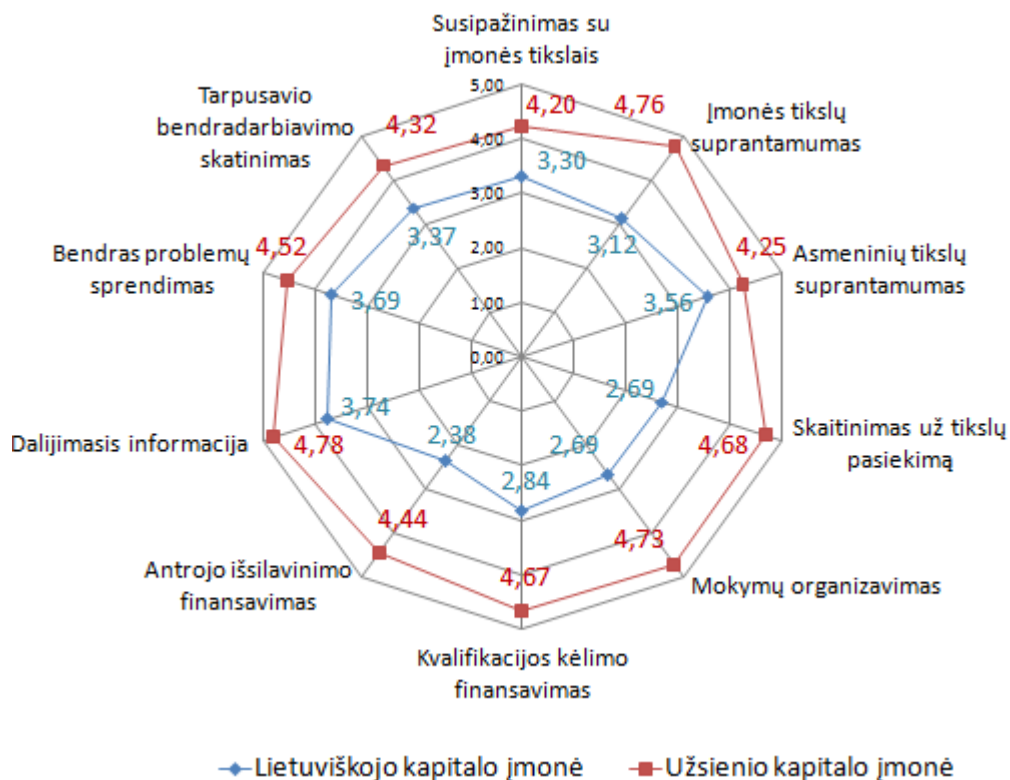 Susipažinimas su
įmonės tikslais
Tarpusavio
bendradarbiavimo
skatinimas
Įmonės tikslų
suprantamumas
Bendras problemų
sprendimas
Asmeninių tikslų
suprantamumas
Dalijimasis informacija
Skaitinimas už tikslų
pasiekimą
Antrojo išsilavinimo
finansavimas
Mokymų organizavimas
Kvalifikacijos kėlimo
finansavimas
5,00
4,00
3,00
2,00
1,00
0,00
4,20
4,76
4,25
4,68
4,73
4,67
4,44
4,78
4,52
4,32
3,30
3,12
3,56
2,69
2,69
2,84
2,38
3,74
3,69
3,37
Lietuviškojo kapitalo įmonė
Užsienio kapitalo įmonė